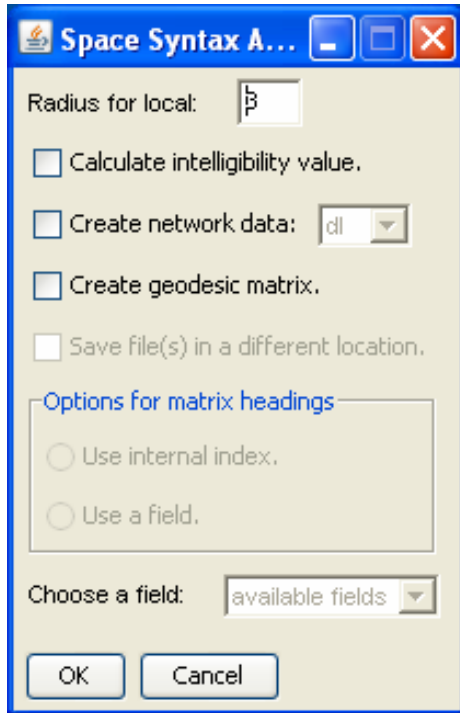 Space Syntax A...
Radius for local: 3
Calculate intelligibility value.
Create network data: dl
Create geodesic matrix.
Save file(s) in a different location.
Options for matrix headings
Use internal index.
Use a field.
Choose a field: available fields
OK Cancel